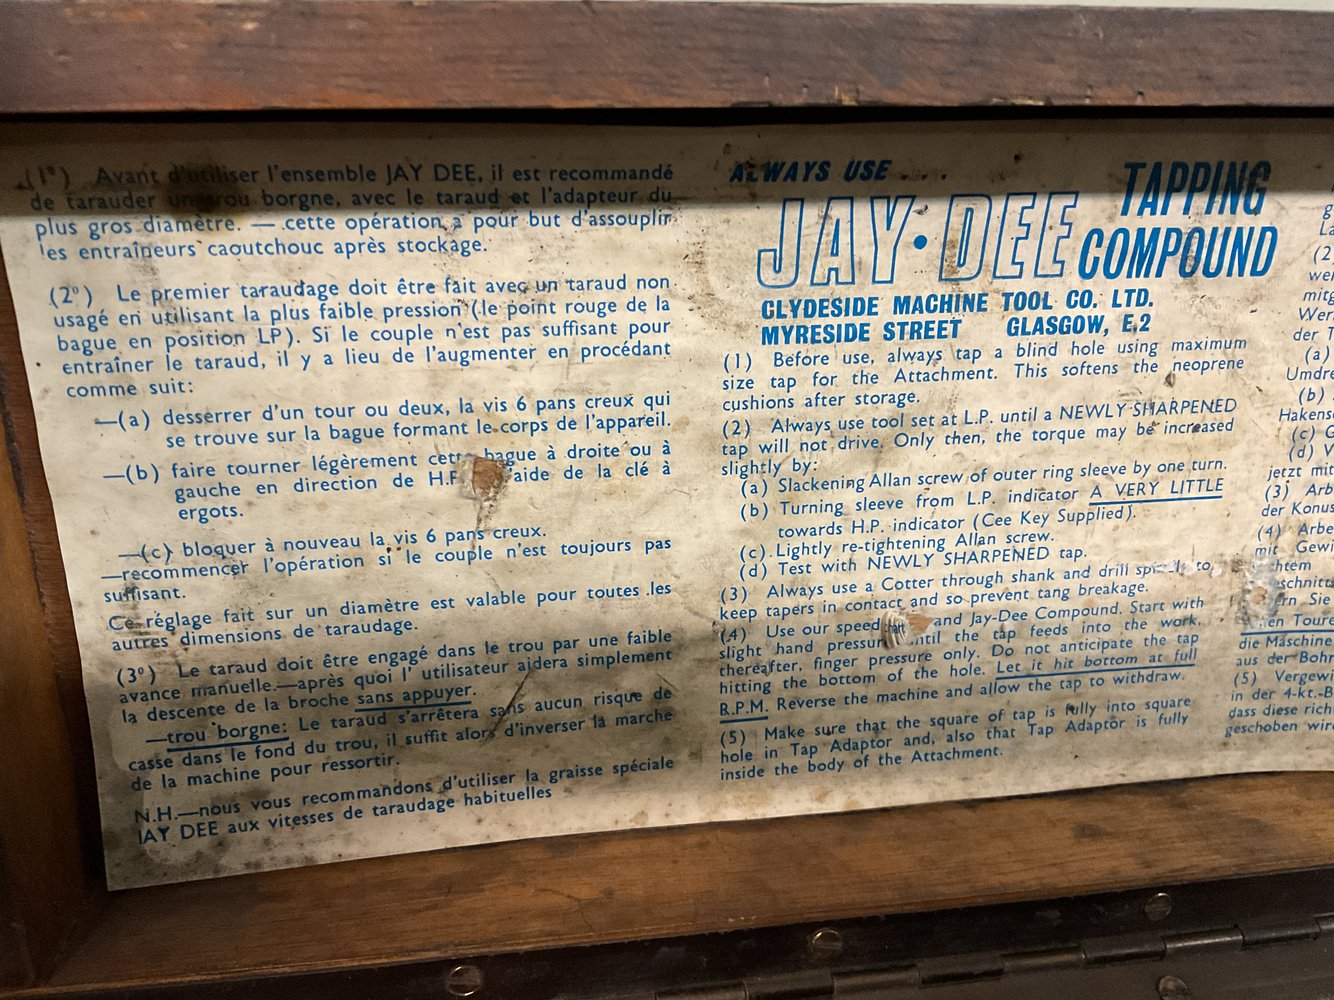 (1°) Avant d'utiliser l'ensemble JAY DEE, il est recommandé
de tarauder un trou borgne, avec le taraud et l'adapteur du
plus gros diamètre. — cette opération a pour but d'assouplir
les entraîneurs caoutchouc après stockage.
(2°) Le premier taraudage doit être fait avec un taraud non
usagé en utilisant la plus faible pression (le point rouge de la
bague en position LP). Si le couple n'est pas suffisant pour
entraîner le taraud, il y a lieu de l'augmenter en procédant
comme suit:
—(a) desserrer d'un tour ou deux, la vis 6 pans creux qui
se trouve sur la bague formant le corps de l'appareil.
—(b) faire tourner légèrement cette bague à droite ou à
gauche en direction de H.P. aide de la clé à
ergots.
—(c) bloquer à nouveau la vis 6 pans creux.
—recommencer l'opération si le couple n'est toujours pas
suffisant.
Ce réglage fait sur un diamètre est valable pour toutes les
autres dimensions de taraudage.
(3°) Le taraud doit être engagé dans le trou par une faible
avance manuelle.—après quoi l'utilisateur aidera simplement
la descente de la broche sans appuyer.
—trou borgne: Le taraud s'arrêtera sans aucun risque de
casse dans le fond du trou, il suffit alors d'inverser la marche
de la machine pour ressortir.
N.H.—nous vous recommandons d'utiliser la graisse spéciale
JAY DEE aux vitesses de taraudage habituelles
ALWAYS USE . . .
JAY·DEE TAPPING
COMPOUND
CLYDESIDE MACHINE TOOL CO. LTD.
MYRESIDE STREET GLASGOW, E.2
(1) Before use, always tap a blind hole using maximum
size tap for the Attachment. This softens the neoprene
cushions after storage.
(2) Always use tool set at L.P. until a NEWLY SHARPENED
tap will not drive. Only then, the torque may be increased
slightly by:
(a) Slackening Allan screw of outer ring sleeve by one turn.
(b) Turning sleeve from L.P. indicator A VERY LITTLE
towards H.P. indicator (Cee Key Supplied).
(c) Lightly re-tightening Allan screw.
(d) Test with NEWLY SHARPENED tap.
(3) Always use a Cotter through shank and drill spindle to
keep tapers in contact and so prevent tang breakage.
(4) Use our speed and Jay-Dee Compound. Start with
slight hand pressure until the tap feeds into the work,
thereafter, finger pressure only. Do not anticipate the tap
hitting the bottom of the hole. Let it hit bottom at full
R.P.M. Reverse the machine and allow the tap to withdraw.
(5) Make sure that the square of tap is fully into square
hole in Tap Adaptor and, also that Tap Adaptor is fully
inside the body of the Attachment.
(2)
mitg
Wer
der T
(a)
Umdre
(b)
Hakens
(c) G
(d) V
jetzt mit
(3) Arb
der Konus
(4) Arbe
mit Gewi
Sie
Toure
die Maschine
aus der Bohr
(5) Vergewi
in der 4-kt.-B
dass diese rich
geschoben wir